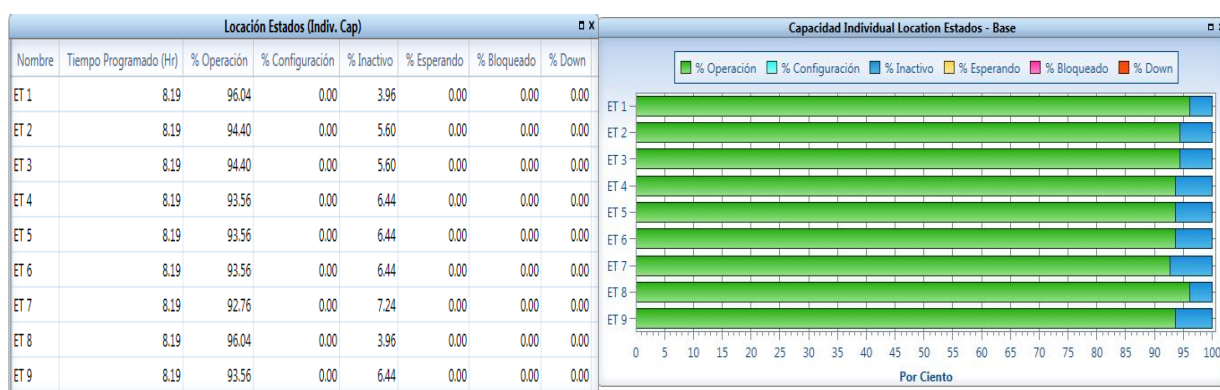 Locación Estados (Indiv. Cap)
Nombre Tiempo Programado (Hr) % Operación % Configuración % Inactivo % Esperando % Bloqueado % Down
ET 1 8.19 96.04 0.00 3.96 0.00 0.00 0.00
ET 2 8.19 94.40 0.00 5.60 0.00 0.00 0.00
ET 3 8.19 94.40 0.00 5.60 0.00 0.00 0.00
ET 4 8.19 93.56 0.00 6.44 0.00 0.00 0.00
ET 5 8.19 93.56 0.00 6.44 0.00 0.00 0.00
ET 6 8.19 93.56 0.00 6.44 0.00 0.00 0.00
ET 7 8.19 92.76 0.00 7.24 0.00 0.00 0.00
ET 8 8.19 96.04 0.00 3.96 0.00 0.00 0.00
ET 9 8.19 93.56 0.00 6.44 0.00 0.00 0.00
Capacidad Individual Location Estados - Base
% Operación % Configuración % Inactivo % Esperando % Bloqueado % Down
ET 1
ET 2
ET 3
ET 4
ET 5
ET 6
ET 7
ET 8
ET 9
0 5 10 15 20 25 30 35 40 45 50 55 60 65 70 75 80 85 90 95 100
Por Ciento